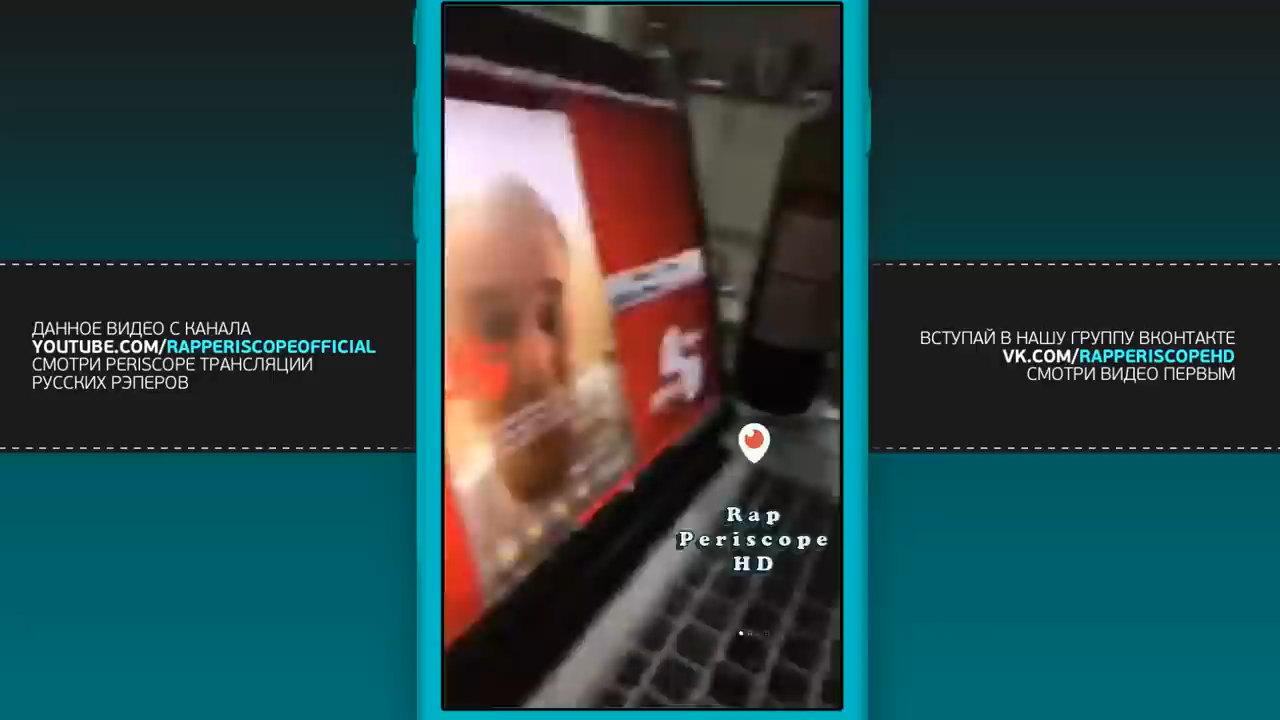 ДАННОЕ ВИДЕО С КАНАЛА
YOUTUBE.COM/RAPPERISCOPEOFFICIAL
СМОТРИ PERISCOPE ТРАНСЛЯЦИИ
РУССКИХ РЭПЕРОВ
ВСТУПАЙ В НАШУ ГРУППУ ВКОНТАКТЕ
VK.COM/RAPPERISCOPEHD
СМОТРИ ВИДЕО ПЕРВЫМ
Rap
Periscope
HD